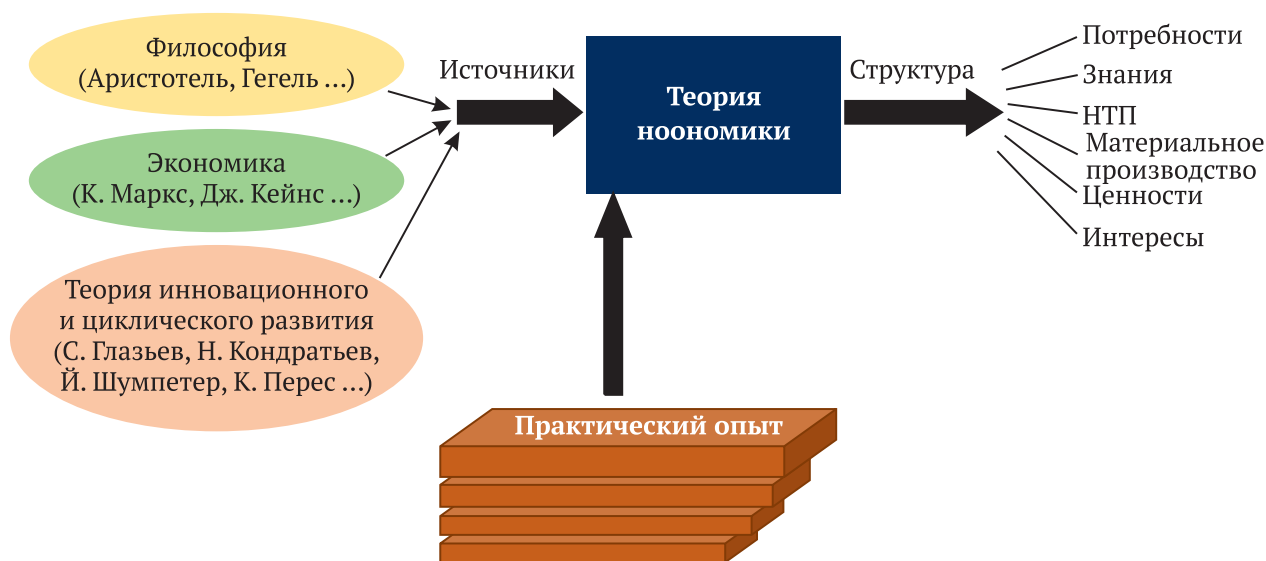 Философия
(Аристотель, Гегель ...)
Экономика
(К. Маркс, Дж. Кейнс ...)
Теория инновационного
и циклического развития
(С. Глазьев, Н. Кондратьев,
Й. Шумпетер, К. Перес ...)
Источники
Теория
ноономики
Практический опыт
Структура
Потребности
Знания
НТП
Материальное
производство
Ценности
Интересы